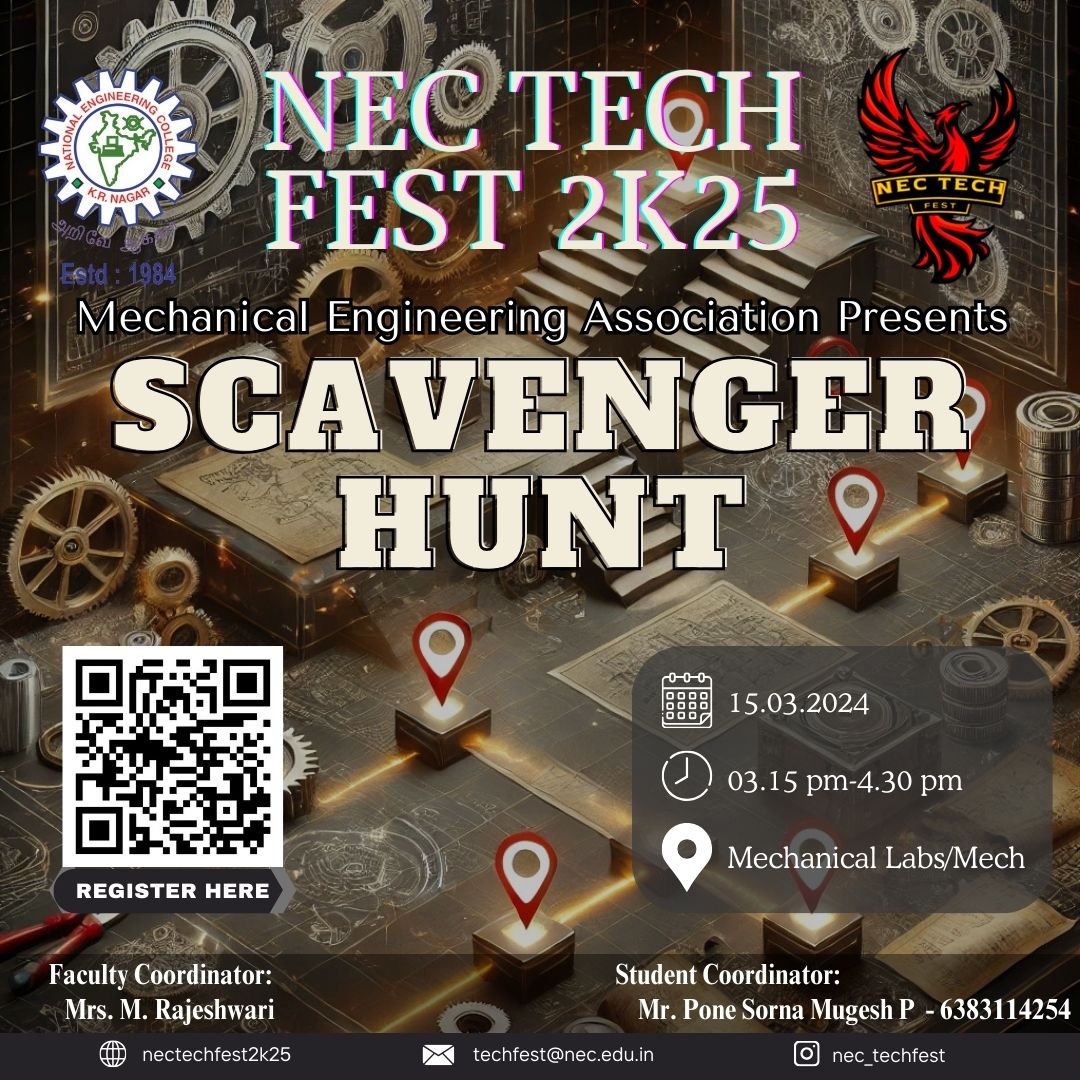 NATIONAL ENGINEERING COLLEGE
K.R. NAGAR
Estd : 1984
NEC TECH
FEST 2K25
NEC TECH
FEST
Mechanical Engineering Association Presents
SCAVENGER
HUNT
15.03.2024
03.15 pm-4.30 pm
Mechanical Labs/Mech
REGISTER HERE
Faculty Coordinator:
Mrs. M. Rajeshwari
Student Coordinator:
Mr. Pone Sorna Mugesh P - 6383114254
nectechfest2k25
techfest@nec.edu.in
nec_techfest